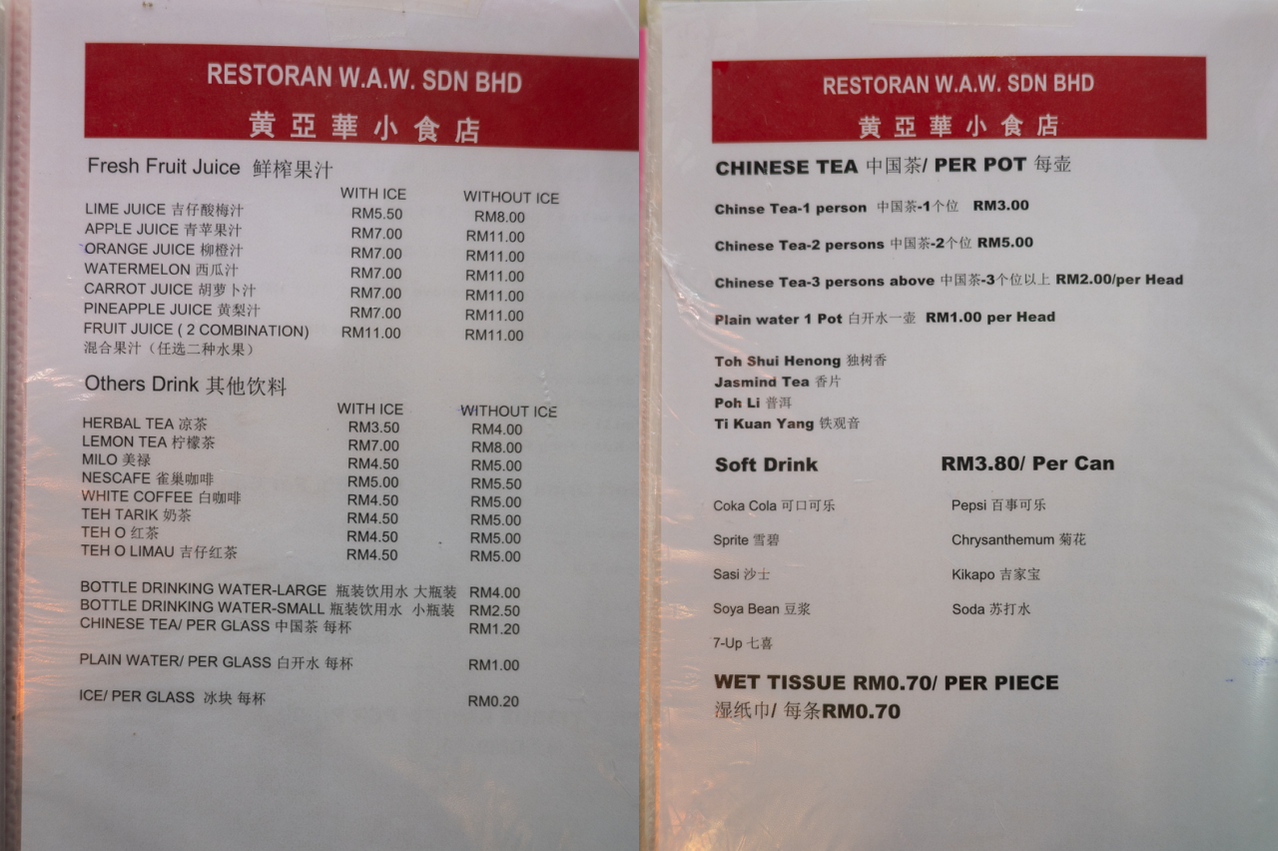 RESTORAN W.A.W. SDN BHD
黄亞華小食店
Fresh Fruit Juice 鲜榨果汁
WITH ICE WITHOUT ICE
LIME JUICE 吉仔酸梅汁 RM5.50 RM8.00
APPLE JUICE 青苹果汁 RM7.00 RM11.00
ORANGE JUICE 柳橙汁 RM7.00 RM11.00
WATERMELON 西瓜汁 RM7.00 RM11.00
CARROT JUICE 胡萝卜汁 RM7.00 RM11.00
PINEAPPLE JUICE 黄梨汁 RM7.00 RM11.00
FRUIT JUICE ( 2 COMBINATION) RM11.00 RM11.00
混合果汁（任选二种水果）
Others Drink 其他饮料
WITH ICE WITHOUT ICE
HERBAL TEA 凉茶 RM3.50 RM4.00
LEMON TEA 柠檬茶 RM7.00 RM8.00
MILO 美禄 RM4.50 RM5.00
NESCAFE 雀巢咖啡 RM5.00 RM5.50
WHITE COFFEE 白咖啡 RM4.50 RM5.00
TEH TARIK 奶茶 RM4.50 RM5.00
TEH O 红茶 RM4.50 RM5.00
TEH O LIMAU 吉仔红茶 RM4.50 RM5.00
BOTTLE DRINKING WATER-LARGE 瓶装饮用水 大瓶装 RM4.00
BOTTLE DRINKING WATER-SMALL 瓶装饮用水 小瓶装 RM2.50
CHINESE TEA/ PER GLASS 中国茶 每杯 RM1.20
PLAIN WATER/ PER GLASS 白开水 每杯 RM1.00
ICE/ PER GLASS 冰块 每杯 RM0.20
RESTORAN W.A.W. SDN BHD
黄亞華小食店
CHINESE TEA 中国茶/ PER POT 每壶
Chinse Tea-1 person 中国茶-1个位 RM3.00
Chinese Tea-2 persons 中国茶-2个位 RM5.00
Chinese Tea-3 persons above 中国茶-3个位以上 RM2.00/per Head
Plain water 1 Pot 白开水一壶 RM1.00 per Head
Toh Shui Henong 独树香
Jasmind Tea 香片
Poh Li 普洱
Ti Kuan Yang 铁观音
Soft Drink RM3.80/ Per Can
Coka Cola 可口可乐 Pepsi 百事可乐
Sprite 雪碧 Chrysanthemum 菊花
Sasi 沙士 Kikapo 吉家宝
Soya Bean 豆浆 Soda 苏打水
7-Up 七喜
WET TISSUE RM0.70/ PER PIECE
湿纸巾/ 每条RM0.70